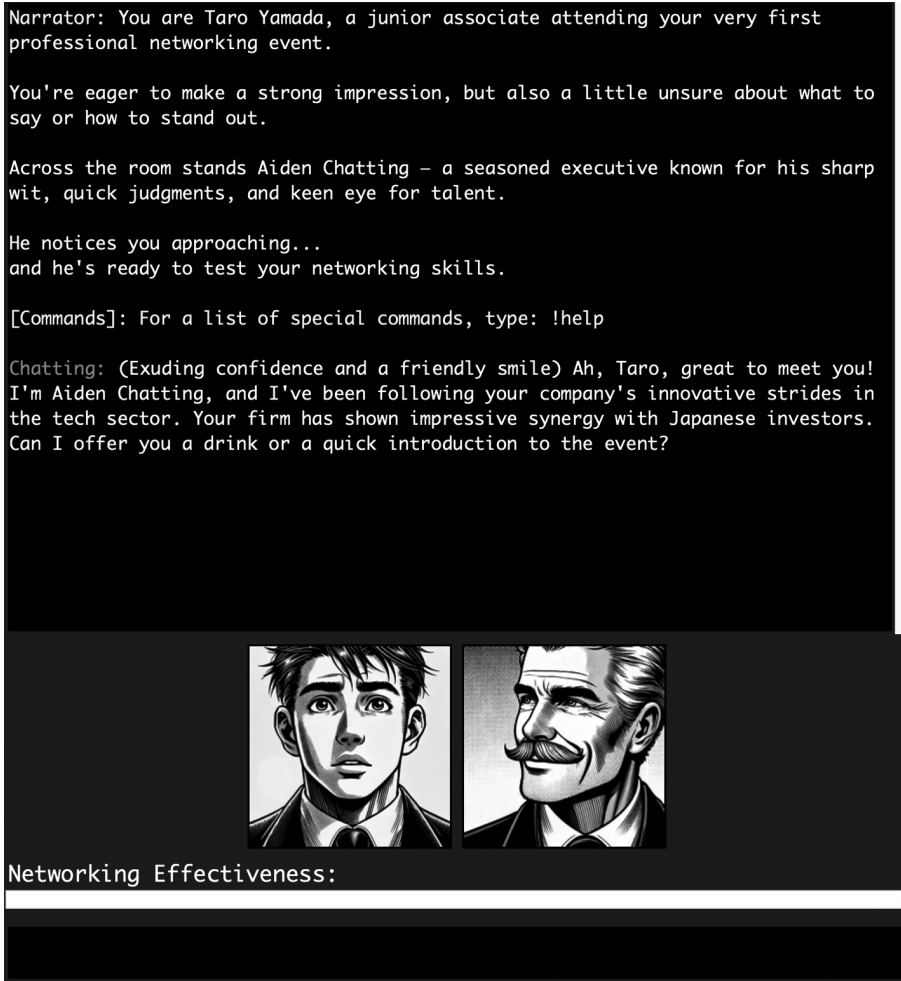 Narrator: You are Taro Yamada, a junior associate attending your very first
professional networking event.
You're eager to make a strong impression, but also a little unsure about what to
say or how to stand out.
Across the room stands Aiden Chatting – a seasoned executive known for his sharp
wit, quick judgments, and keen eye for talent.
He notices you approaching...
and he's ready to test your networking skills.
[Commands]: For a list of special commands, type: !help
Chatting: (Exuding confidence and a friendly smile) Ah, Taro, great to meet you!
I'm Aiden Chatting, and I've been following your company's innovative strides in
the tech sector. Your firm has shown impressive synergy with Japanese investors.
Can I offer you a drink or a quick introduction to the event?
Networking Effectiveness: